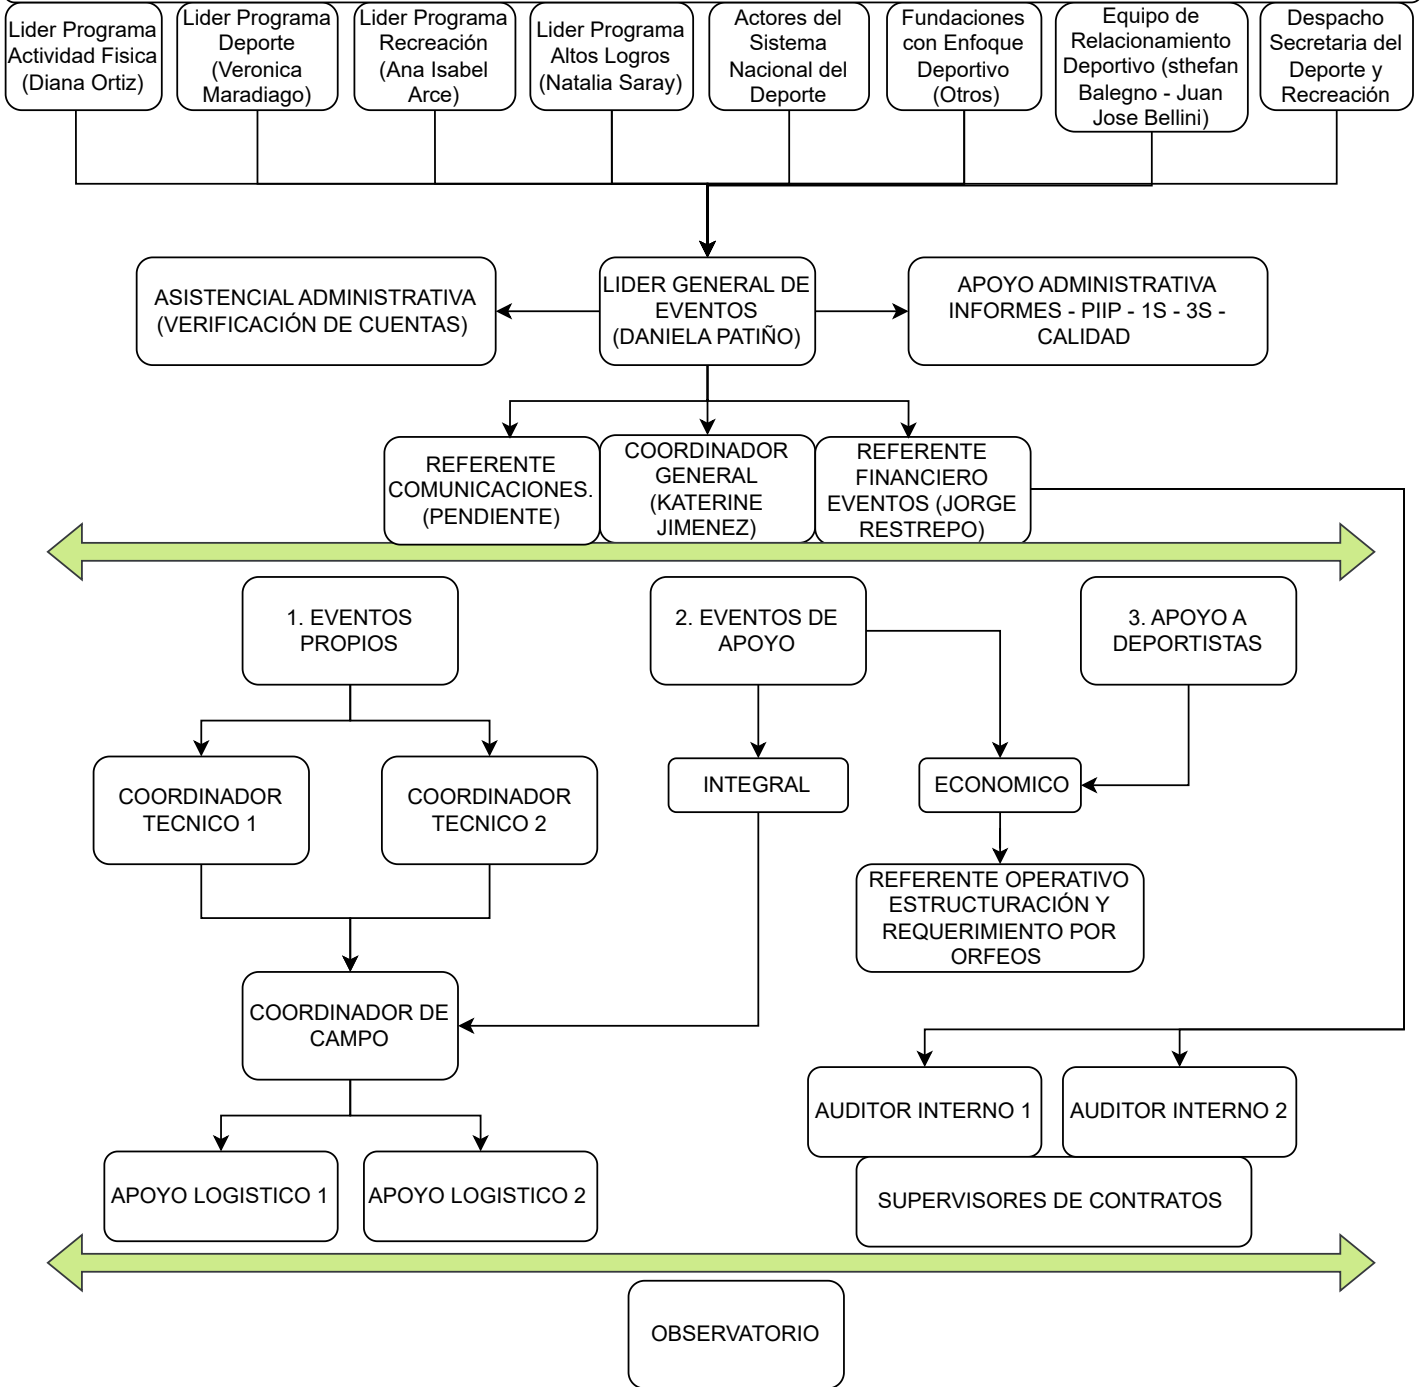 Lider Programa
Actividad Fisica
(Diana Ortiz)
Lider Programa
Deporte
(Veronica
Maradiago)
Lider Programa
Recreación
(Ana Isabel
Arce)
Lider Programa
Altos Logros
(Natalia Saray)
Actores del
Sistema
Nacional del
Deporte
Fundaciones
con Enfoque
Deportivo
(Otros)
Equipo de
Relacionamiento
Deportivo (sthefan
Balegno - Juan
Jose Bellini)
Despacho
Secretaria del
Deporte y
Recreación
ASISTENCIAL ADMINISTRATIVA
(VERIFICACIÓN DE CUENTAS)
LIDER GENERAL DE
EVENTOS
(DANIELA PATIÑO)
APOYO ADMINISTRATIVA
INFORMES - PIIP - 1S - 3S -
CALIDAD
REFERENTE
COMUNICACIONES.
(PENDIENTE)
COORDINADOR
GENERAL
(KATERINE
JIMENEZ)
REFERENTE
FINANCIERO
EVENTOS (JORGE
RESTREPO)
1. EVENTOS
PROPIOS
2. EVENTOS DE
APOYO
3. APOYO A
DEPORTISTAS
COORDINADOR
TECNICO 1
COORDINADOR
TECNICO 2
INTEGRAL
ECONOMICO
REFERENTE OPERATIVO
ESTRUCTURACIÓN Y
REQUERIMIENTO POR
ORFEOS
COORDINADOR DE
CAMPO
AUDITOR INTERNO 1
AUDITOR INTERNO 2
APOYO LOGISTICO 1
APOYO LOGISTICO 2
SUPERVISORES DE CONTRATOS
OBSERVATORIO